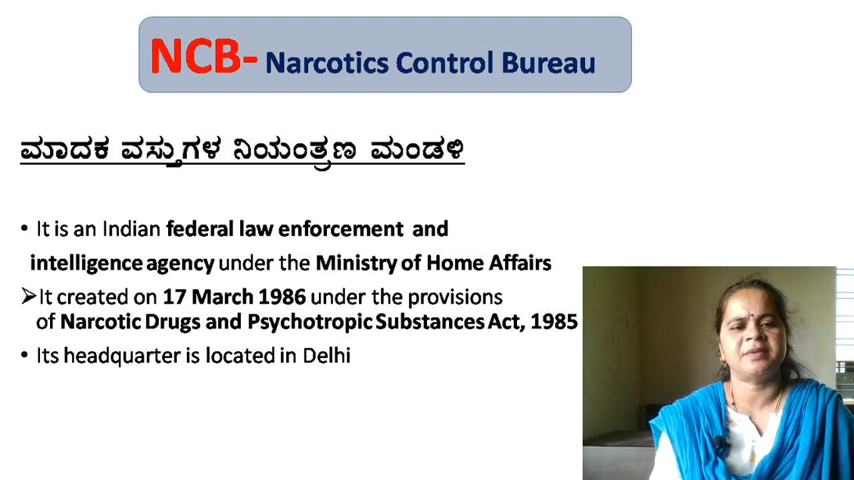 NCB- Narcotics Control Bureau
ಮಾದಕ ವಸ್ತುಗಳ ನಿಯಂತ್ರಣ ಮಂಡಳಿ
• It is an Indian federal law enforcement and
intelligence agency under the Ministry of Home Affairs
➢It created on 17 March 1986 under the provisions
of Narcotic Drugs and Psychotropic Substances Act, 1985
• Its headquarter is located in Delhi